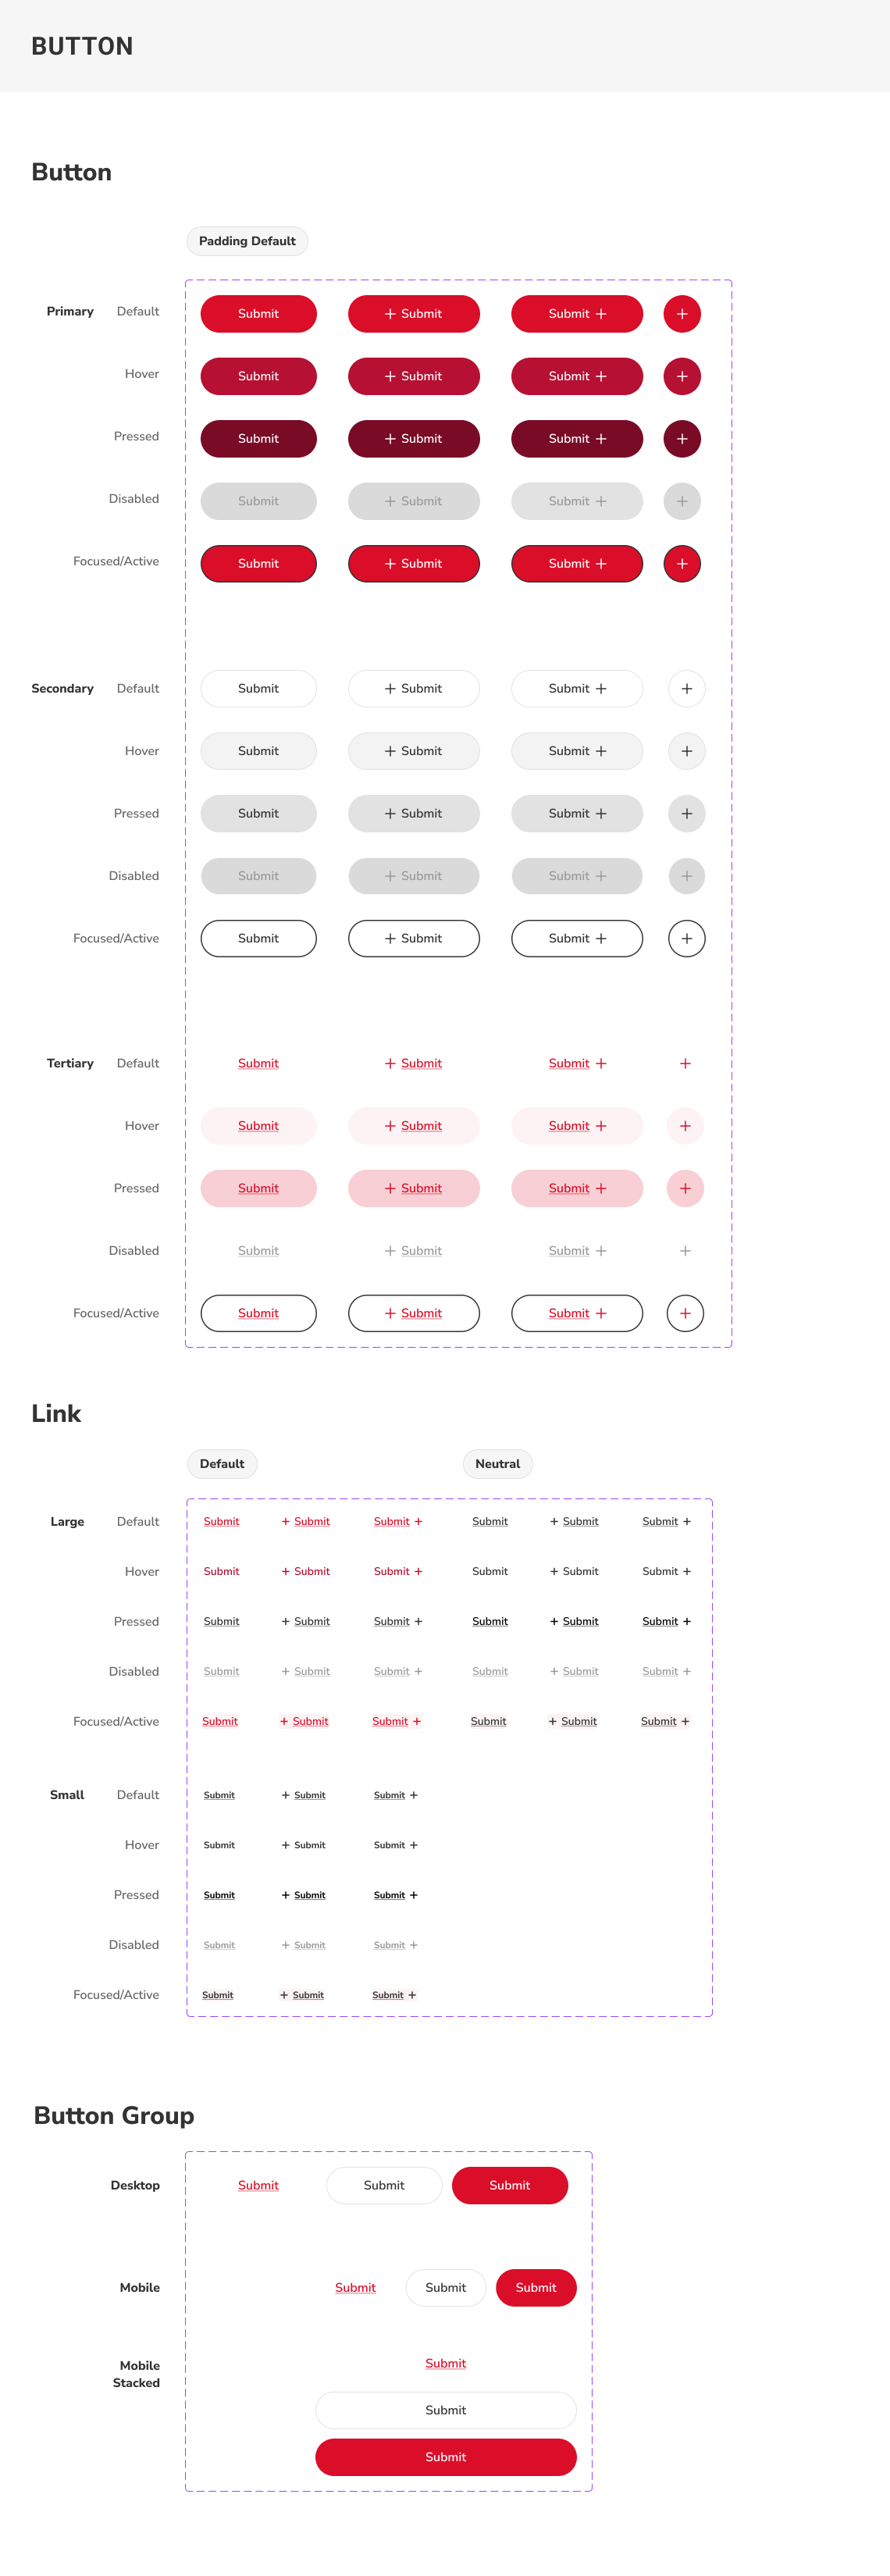 BUTTON
Button
Padding Default
Primary Default Submit + Submit Submit + +
Hover Submit + Submit Submit + +
Pressed Submit + Submit Submit + +
Disabled Submit + Submit Submit + +
Focused/Active Submit + Submit Submit + +
Secondary Default Submit + Submit Submit + +
Hover Submit + Submit Submit + +
Pressed Submit + Submit Submit + +
Disabled Submit + Submit Submit + +
Focused/Active Submit + Submit Submit + +
Tertiary Default Submit + Submit Submit + +
Hover Submit + Submit Submit + +
Pressed Submit + Submit Submit + +
Disabled Submit + Submit Submit + +
Focused/Active Submit + Submit Submit + +
Link
Default Neutral
Large Default Submit + Submit Submit + Submit + Submit Submit +
Hover Submit + Submit Submit + Submit + Submit Submit +
Pressed Submit + Submit Submit + Submit + Submit Submit +
Disabled Submit + Submit Submit + Submit + Submit Submit +
Focused/Active Submit + Submit Submit + Submit + Submit Submit +
Small Default Submit + Submit Submit +
Hover Submit + Submit Submit +
Pressed Submit + Submit Submit +
Disabled Submit + Submit Submit +
Focused/Active Submit + Submit Submit +
Button Group
Desktop Submit Submit Submit
Mobile Submit Submit Submit
Mobile
Stacked
Submit
Submit
Submit